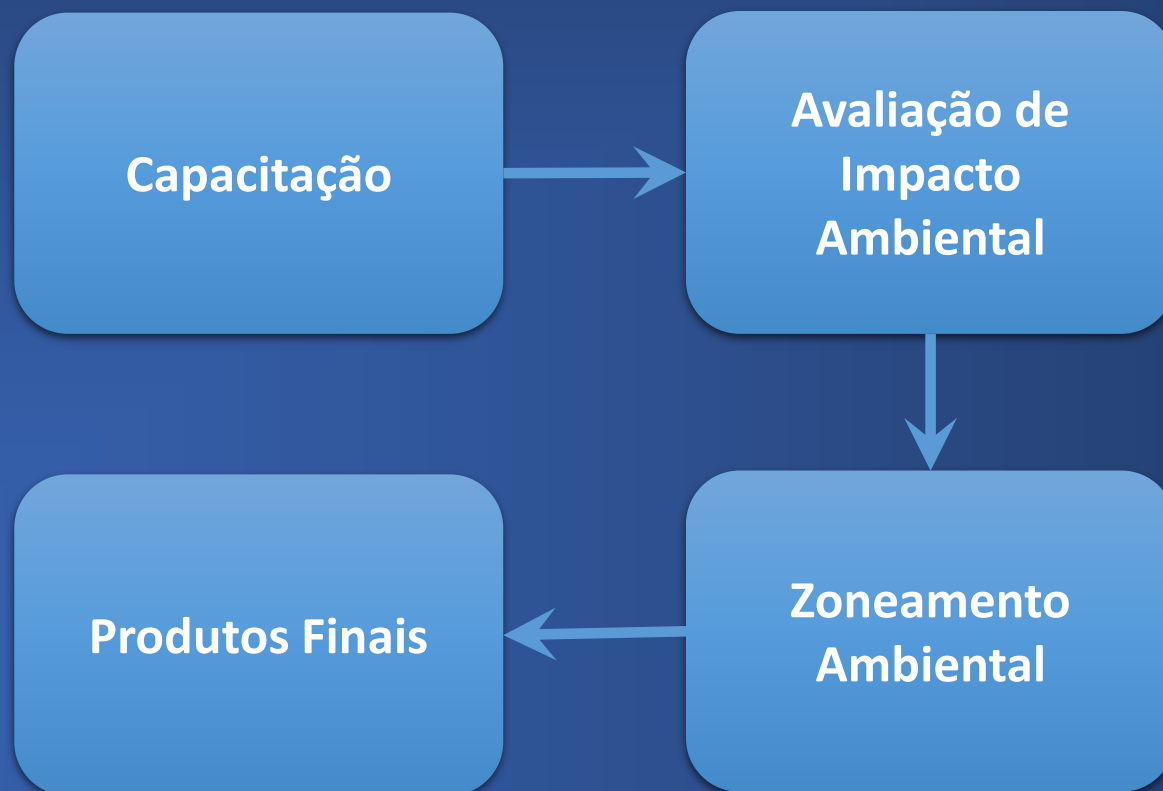 Capacitação
Avaliação de
Impacto
Ambiental
Zoneamento
Ambiental
Produtos Finais